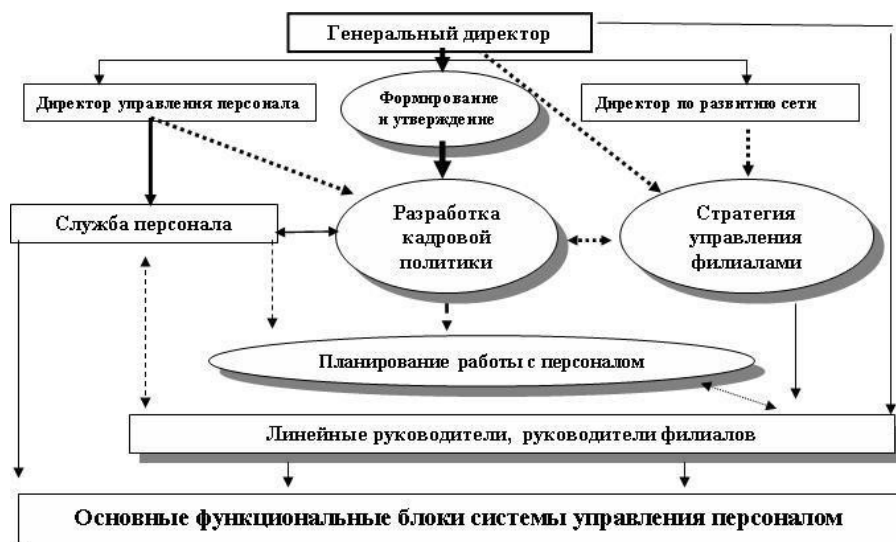 Генеральный директор
Директор управления персонала
Формирование
и утверждение
Директор по развитию сети
Служба персонала
Разработка
кадровой
политики
Стратегия
управления
филиалами
Планирование работы с персоналом
Линейные руководители, руководители филиалов
Основные функциональные блоки системы управления персоналом